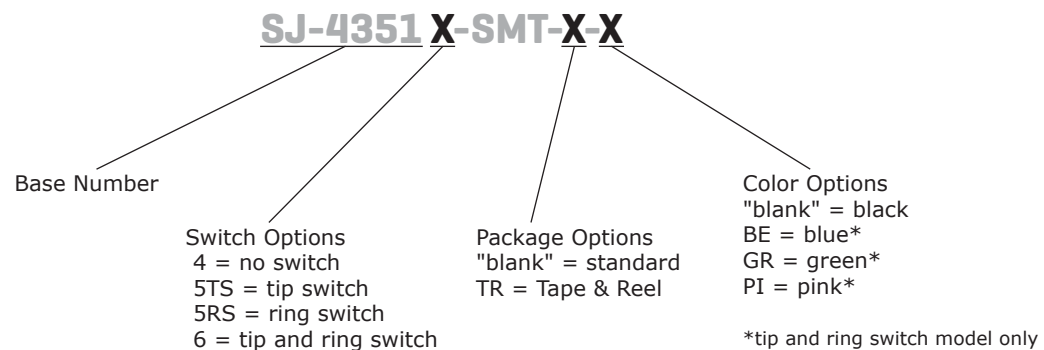 SJ-4351X-SMT-X-X
Base Number
Switch Options
4 = no switch
5TS = tip switch
5RS = ring switch
6 = tip and ring switch
Package Options
"blank" = standard
TR = Tape & Reel
Color Options
"blank" = black
BE = blue*
GR = green*
PI = pink*
*tip and ring switch model only